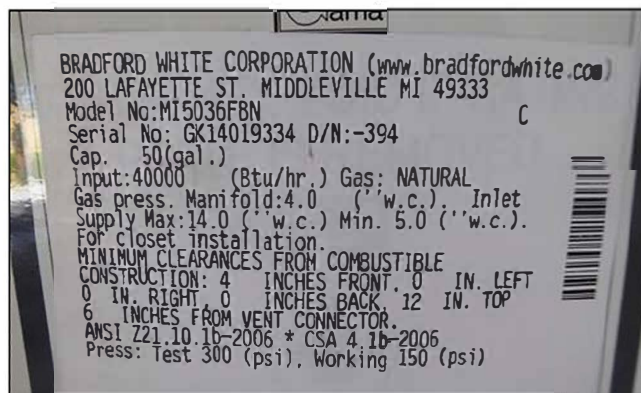 BRADFORD WHITE CORPORATION (www.bradfordwhite.com)
200 LAFAYETTE ST. MIDDLEVILLE MI 49333
Model No:MI5036FBN C
Serial No: GK14019334 D/N:-394
Cap. 50(gal.)
Input:40000 (Btu/hr.) Gas: NATURAL
Gas press. Manifold:4.0 (''w.c.). Inlet
Supply Max:14.0 (''w.c.) Min. 5.0 (''w.c.).
For closet installation.
MINIMUM CLEARANCES FROM COMBUSTIBLE
CONSTRUCTION: 4 INCHES FRONT, 0 IN. LEFT
0 IN. RIGHT, 0 INCHES BACK, 12 IN. TOP
6 INCHES FROM VENT CONNECTOR.
ANSI Z21.10.1b-2006 * CSA 4.1b-2006
Press: Test 300 (psi), Working 150 (psi)